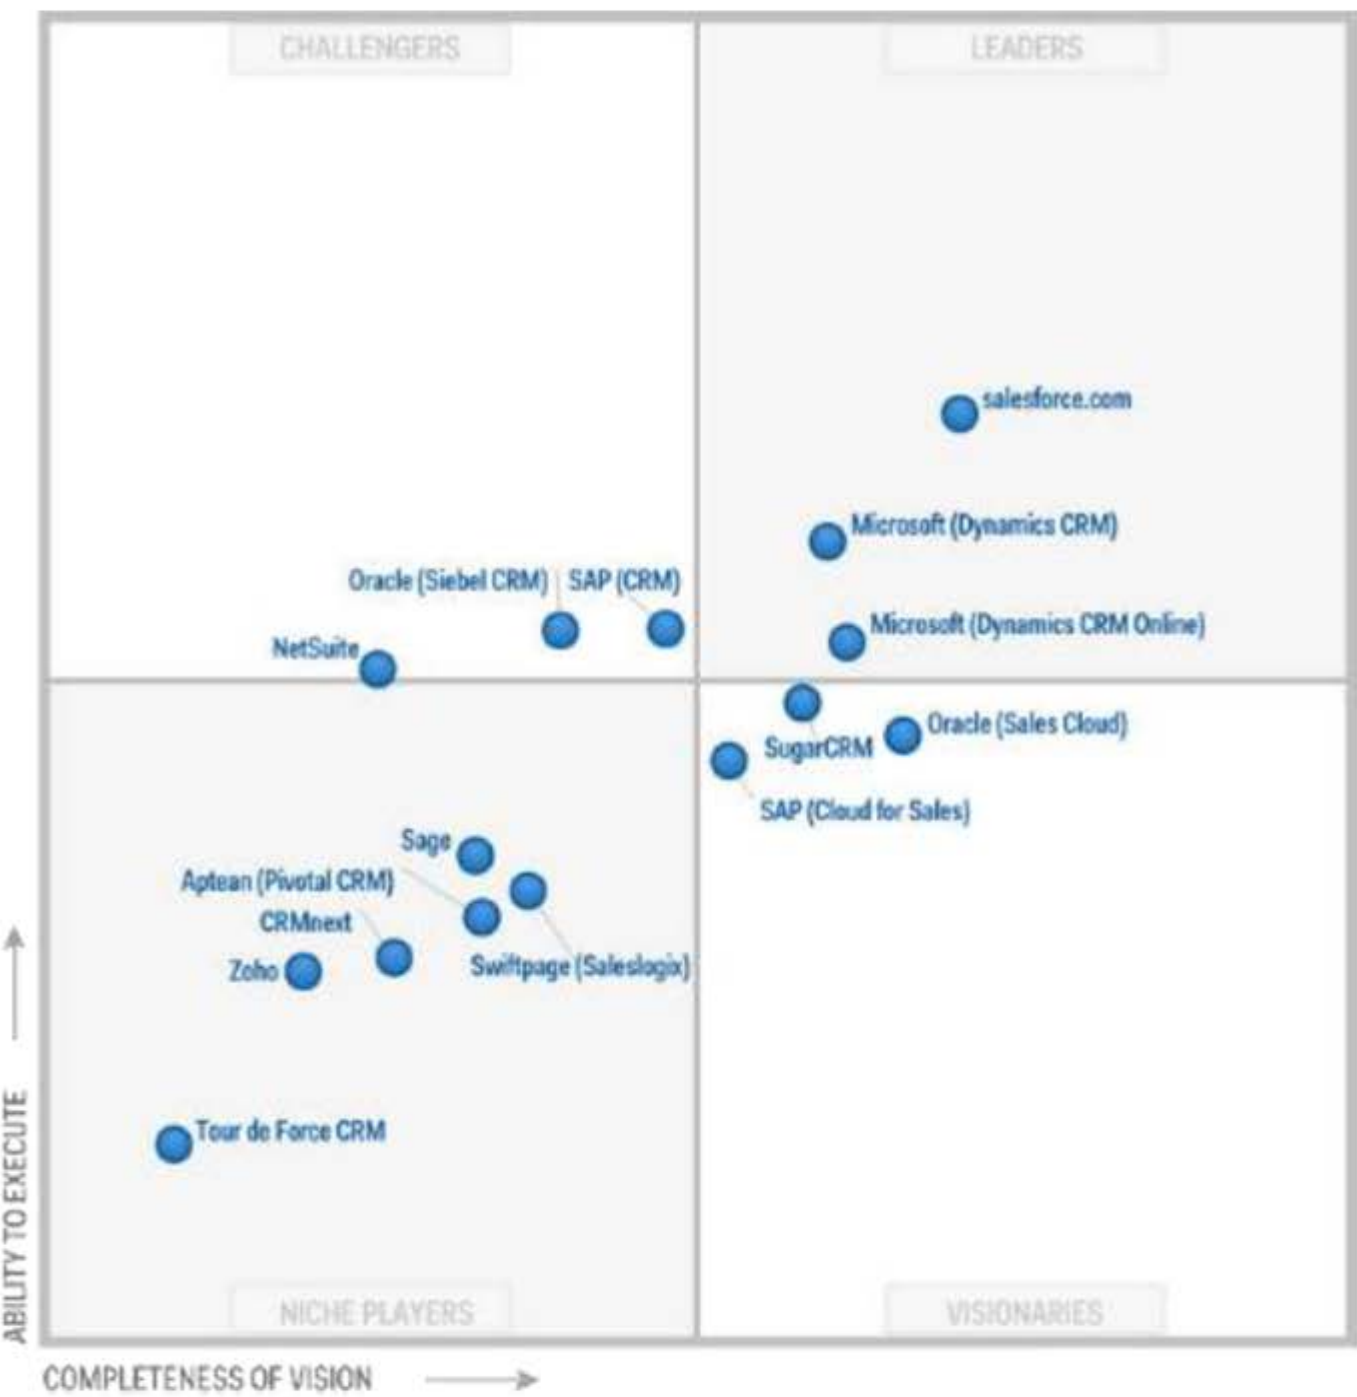 CHALLENGERS
LEADERS
salesforce.com
Microsoft (Dynamics CRM)
Oracle (Siebel CRM)
SAP (CRM)
Microsoft (Dynamics CRM Online)
NetSuite
SugarCRM
Oracle (Sales Cloud)
SAP (Cloud for Sales)
Sage
Aptean (Pivotal CRM)
CRMnext
Zoho
Swiftpage (Saleslogix)
Tour de Force CRM
NICHE PLAYERS
VISIONARIES
ABILITY TO EXECUTE
COMPLETENESS OF VISION